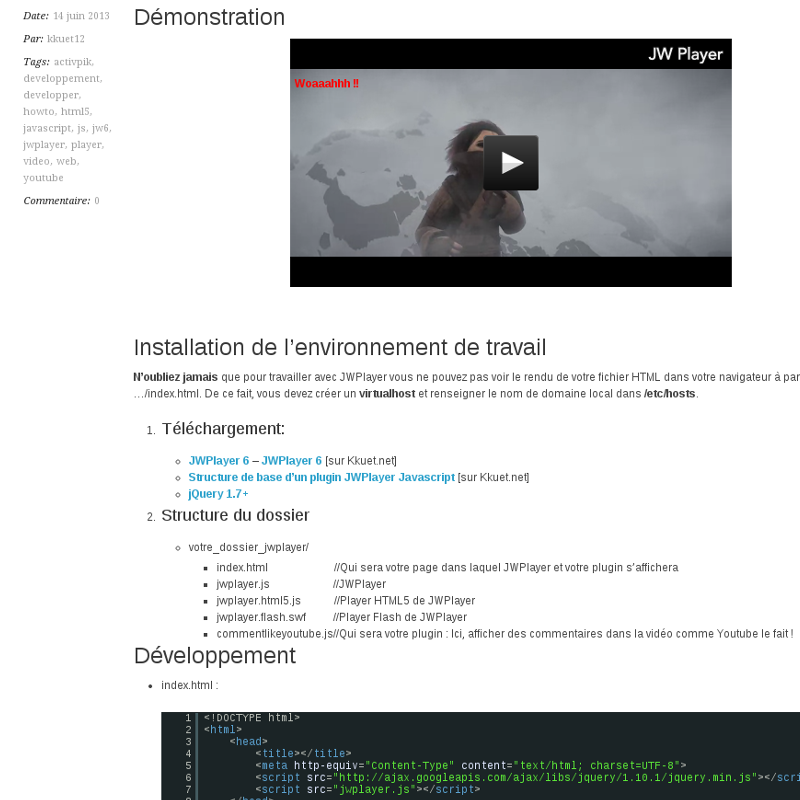 Date: 14 juin 2013
Par: kkuet12
Tags: activpik,
developpement,
developper,
howto, html5,
javascript, js, jw6,
jwplayer, player,
video, web,
youtube
Commentaire: 0
Démonstration
JW Player
Woaaahhh !!
Installation de l’environnement de travail
N’oubliez jamais que pour travailler avec JWPlayer vous ne pouvez pas voir le rendu de votre fichier HTML dans votre navigateur à par
…/index.html. De ce fait, vous devez créer un virtualhost et renseigner le nom de domaine local dans /etc/hosts.
1. Téléchargement:
JWPlayer 6 – JWPlayer 6 [sur Kkuet.net]
Structure de base d’un plugin JWPlayer Javascript [sur Kkuet.net]
jQuery 1.7+
2. Structure du dossier
votre_dossier_jwplayer/
index.html //Qui sera votre page dans laquel JWPlayer et votre plugin s’affichera
jwplayer.js //JWPlayer
jwplayer.html5.js //Player HTML5 de JWPlayer
jwplayer.flash.swf //Player Flash de JWPlayer
commentlikeyoutube.js//Qui sera votre plugin : Ici, afficher des commentaires dans la vidéo comme Youtube le fait !
Développement
index.html :
1 <!DOCTYPE html>
2 <html>
3 <head>
4 <title></title>
5 <meta http-equiv="Content-Type" content="text/html; charset=UTF-8">
6 <script src="http://ajax.googleapis.com/ajax/libs/jquery/1.10.1/jquery.min.js"></scri
7 <script src="jwplayer.js"></script>